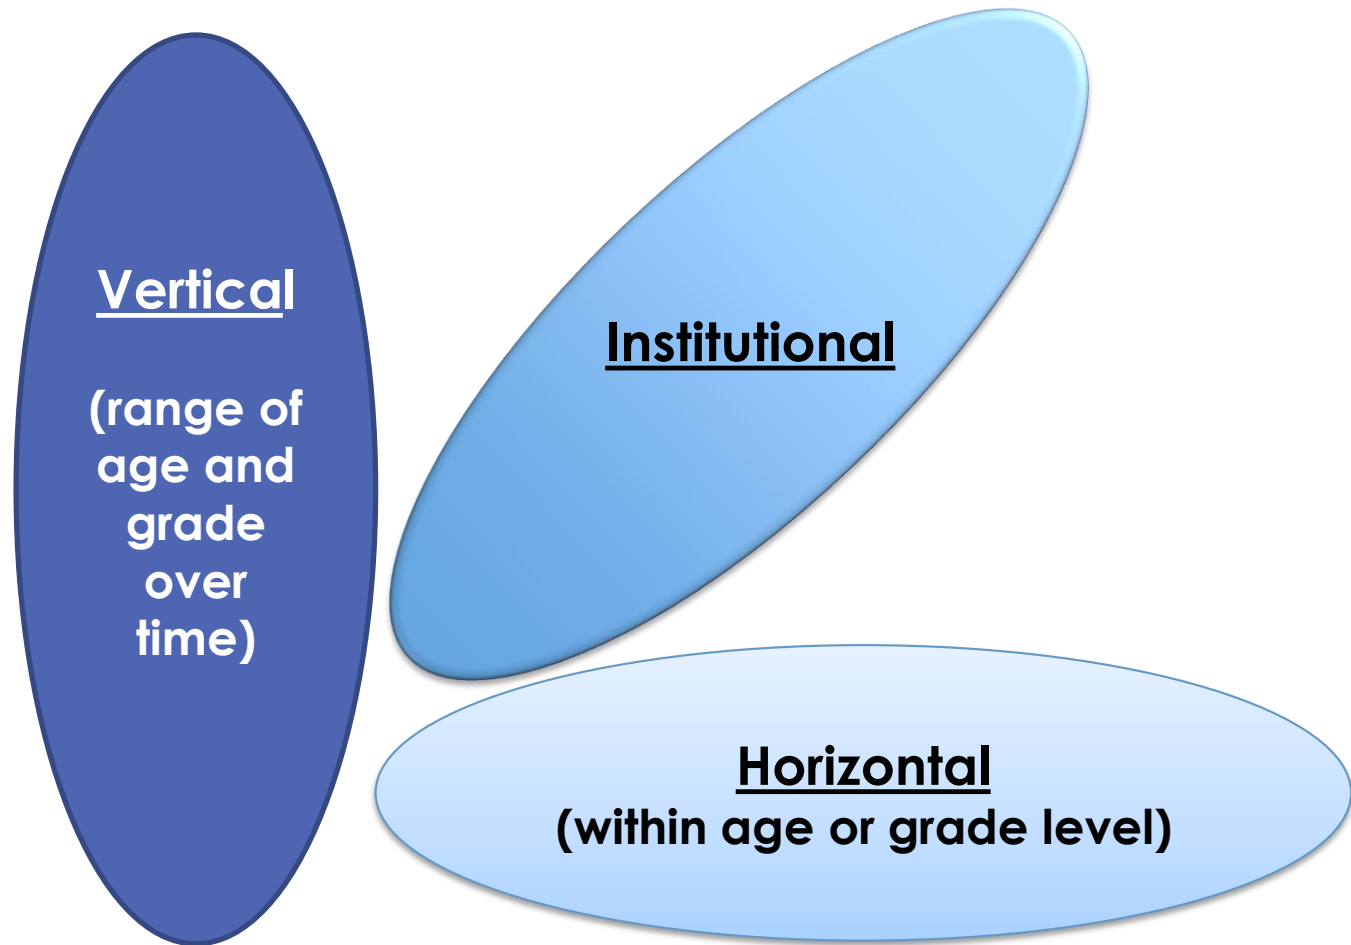 Vertical
(range of
age and
grade
over
time)
Institutional
Horizontal
(within age or grade level)